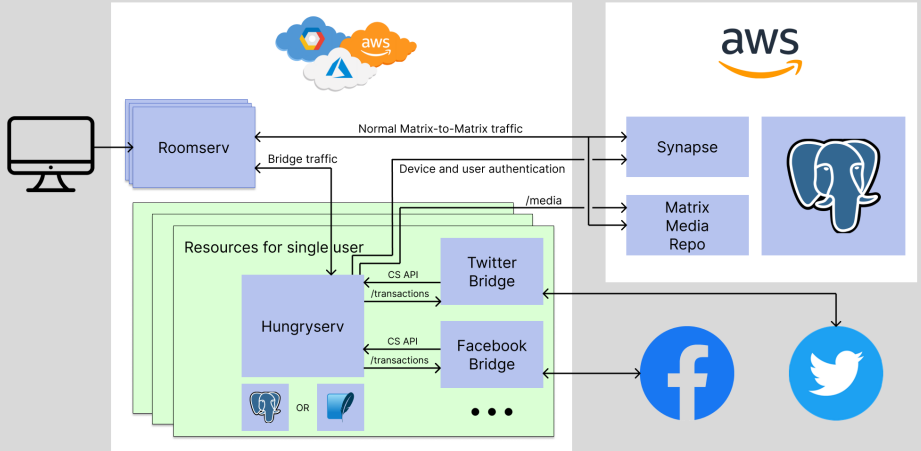 aws
aws
Roomserv
Normal Matrix-to-Matrix traffic
Bridge traffic
Device and user authentication
/media
Synapse
Matrix
Media
Repo
Resources for single user
Hungryserv
CS API
/transactions
Twitter
Bridge
CS API
/transactions
Facebook
Bridge
OR